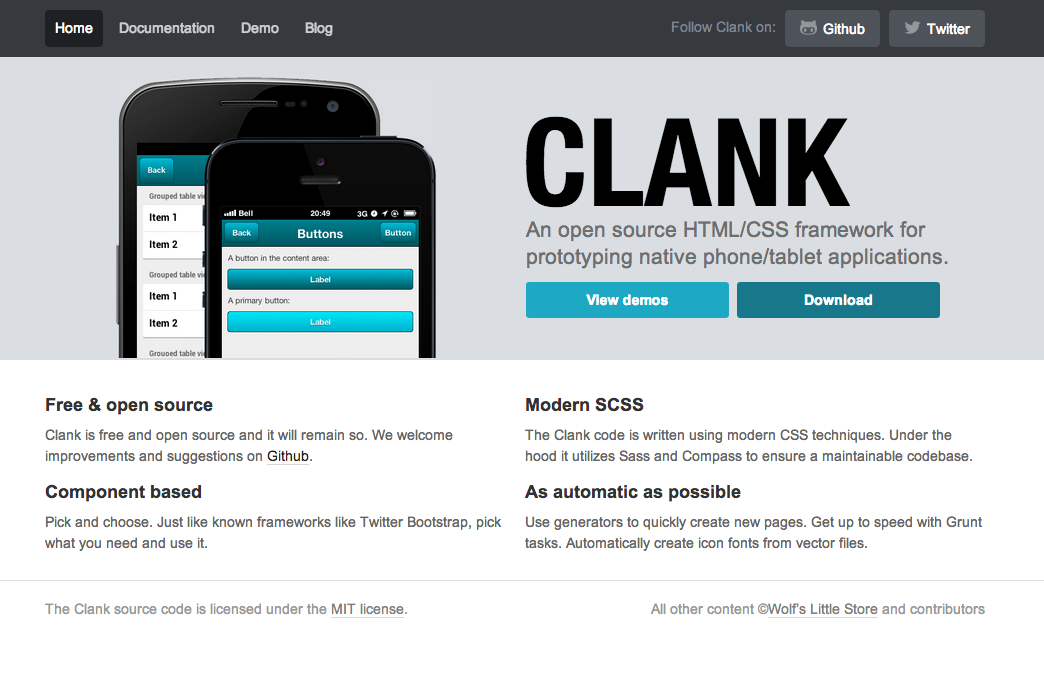 Home Documentation Demo Blog Follow Clank on: Github Twitter
Back
Grouped table vie
Item 1
Item 2
Grouped table vie
Item 1
Item 2
Grouped table vie
Bell 20:49 3G
Back Buttons Button
A button in the content area:
Label
A primary button:
Label
CLANK
An open source HTML/CSS framework for
prototyping native phone/tablet applications.
View demos Download
Free & open source
Clank is free and open source and it will remain so. We welcome
improvements and suggestions on Github.
Modern SCSS
The Clank code is written using modern CSS techniques. Under the
hood it utilizes Sass and Compass to ensure a maintainable codebase.
Component based
Pick and choose. Just like known frameworks like Twitter Bootstrap, pick
what you need and use it.
As automatic as possible
Use generators to quickly create new pages. Get up to speed with Grunt
tasks. Automatically create icon fonts from vector files.
The Clank source code is licensed under the MIT license.
All other content ©Wolf's Little Store and contributors